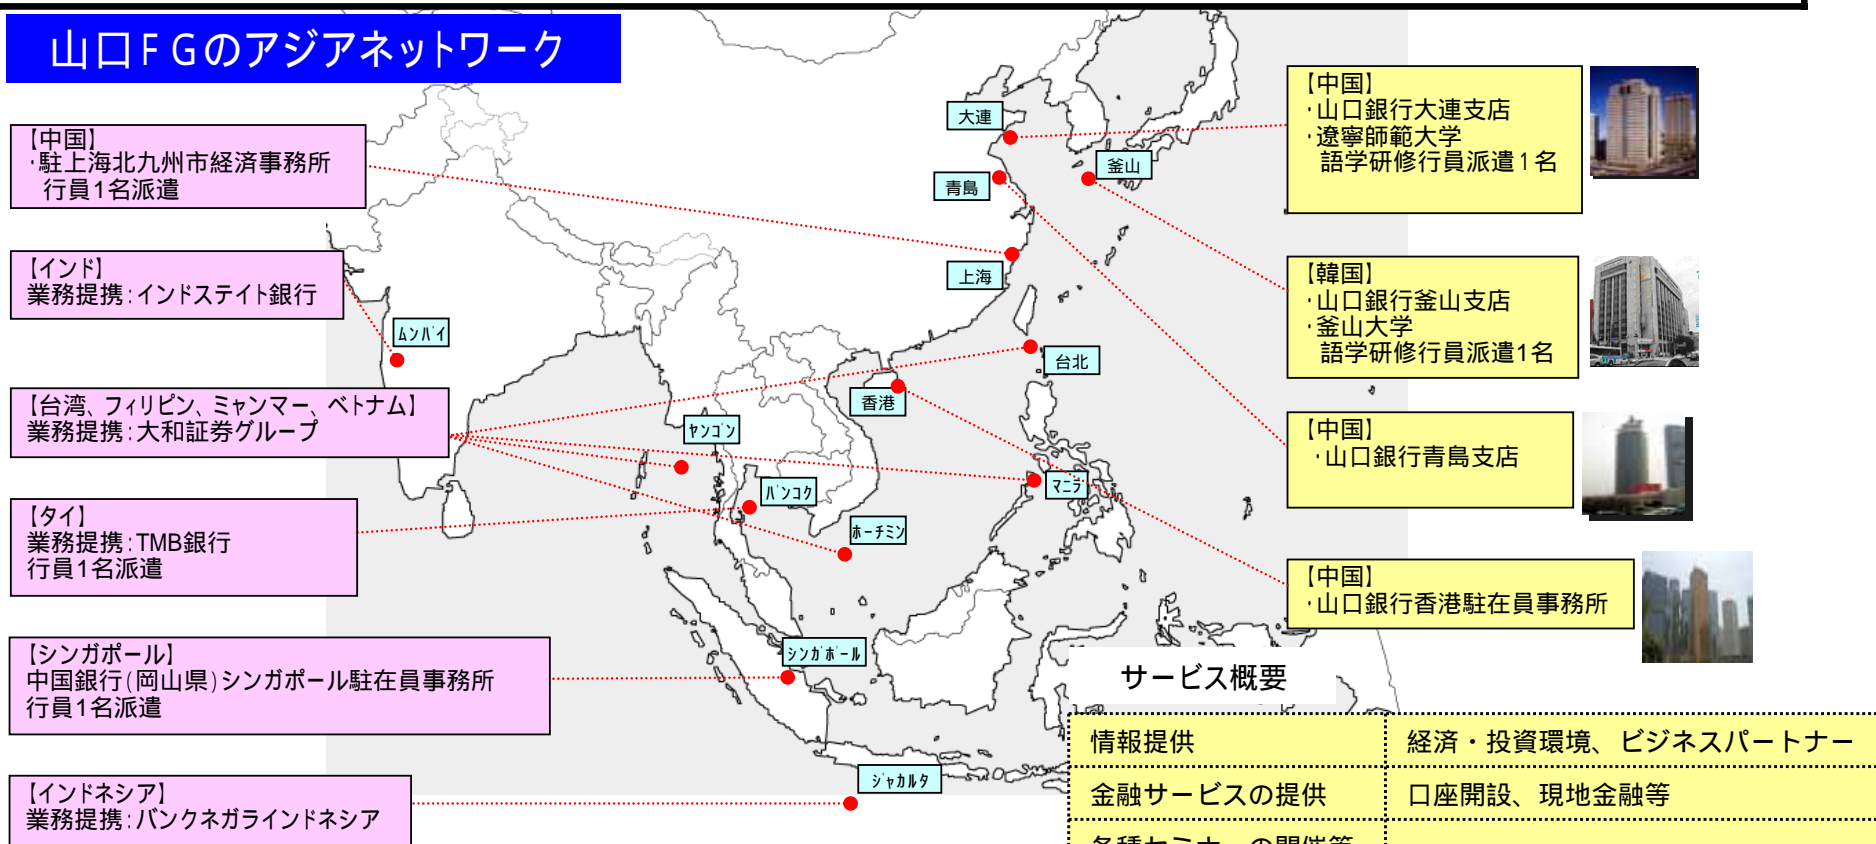 山口FGのアジアネットワーク
【中国】
・駐上海北九州市経済事務所
行員1名派遣
【インド】
業務提携:インドステイト銀行
【台湾、フィリピン、ミャンマー、ベトナム】
業務提携:大和証券グループ
【タイ】
業務提携:TMB銀行
行員1名派遣
【シンガポール】
中国銀行(岡山県)シンガポール駐在員事務所
行員1名派遣
【インドネシア】
業務提携:バンクネガラインドネシア
大連
釜山
青島
上海
ムンバイ
台北
香港
ヤンゴン
バンコク
マニラ
ホーチミン
シンガポール
ジャカルタ
【中国】
・山口銀行大連支店
・遼寧師範大学
語学研修行員派遣1名
【韓国】
・山口銀行釜山支店
・釜山大学
語学研修行員派遣1名
【中国】
・山口銀行青島支店
【中国】
・山口銀行香港駐在員事務所
サービス概要
情報提供
経済・投資環境、ビジネスパートナー
金融サービスの提供
口座開設、現地金融等
各種セミナーの開催等